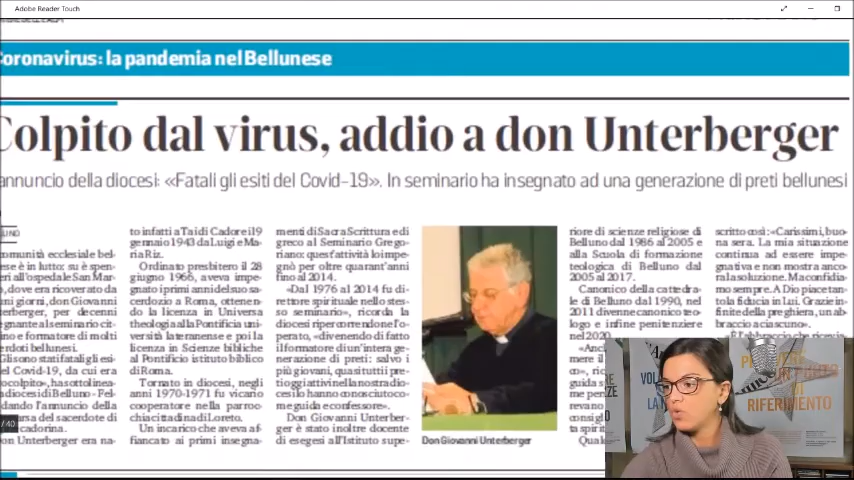 Adobe Reader Touch
Coronavirus: la pandemia nel Bellunese
Colpito dal virus, addio a don Unterberger
annuncio della diocesi: «Fatali gli esiti del Covid-19». In seminario ha insegnato ad una generazione di preti bellunesi
omunità ecclesiale bel-
ese è in lutto: su è spen-
eri all'ospedale San Mar-
, dove era ricoverato da
uni giorni, don Giovanni
erberger, per decenni
egnante al seminario cit-
ino e formatore di molti
erdoti bellunesi.
Gli sono stati fatali gli esi-
el Covid-19, da cui era
o colpito», ha sottolinea-
a diocesi di Belluno - Fel-
dando l'annuncio della
rsa del sacerdote di
cadorina.
on Unterberger era na-
to infatti a Tai di Cadore il 9
gennaio 1943 da Luigi e Ma-
ria Riz.
Ordinato presbitero il 28
giugno 1966, aveva impe-
gnato i primi anni del suo sa-
cerdozio a Roma, ottenen-
do la licenza in Universa
theologia alla Pontificia uni-
versità lateranense e poi la
licenza in Scienze bibliche
al Pontificio istituto biblico
di Roma.
Tornato in diocesi, negli
anni 1970-1971 fu vicario
cooperatore nella parroc-
chia cittadina di Loreto.
Un incarico che aveva af-
fiancato ai primi insegna-
menti di Sacra Scrittura e di
greco al Seminario Grego-
riano: quest'attività lo impe-
gnò per oltre quarant'anni
fino al 2014.
«Dal 1976 al 2014 fu di-
rettore spirituale nello stes-
so seminario», ricorda la
diocesi ripercorrendone l'o-
perato, «divenendo di fatto
il formatore di un'intera ge-
nerazione di preti: salvo i
più giovani, quasi tutti i pre-
ti oggi attivi nella nostra dio-
cesi lo hanno conosciuto co-
me guida e confessore».
Don Giovanni Unterber-
ger è stato inoltre docente
di esegesi all'Istituto supe-
Don Giovanni Unterberger
riore di scienze religiose di
Belluno dal 1986 al 2005 e
alla Scuola di formazione
teologica di Belluno dal
2005 al 2017.
Canonico della cattedra-
le di Belluno dal 1990, nel
2011 divenne canonico teo-
logo e infine penitenziere
nel 2020.
scritto così: «Carissimi, buo-
na sera. La mia situazione
continua ad essere impe-
gnativa e non mostra anco-
ra la soluzione. Ma confidia-
mo sempre. A Dio piace tan-
to la fiducia in Lui. Grazie in-
finite della preghiera, un ab-
braccio a ciascuno».
/ 40
DI
RIFERIMENTO